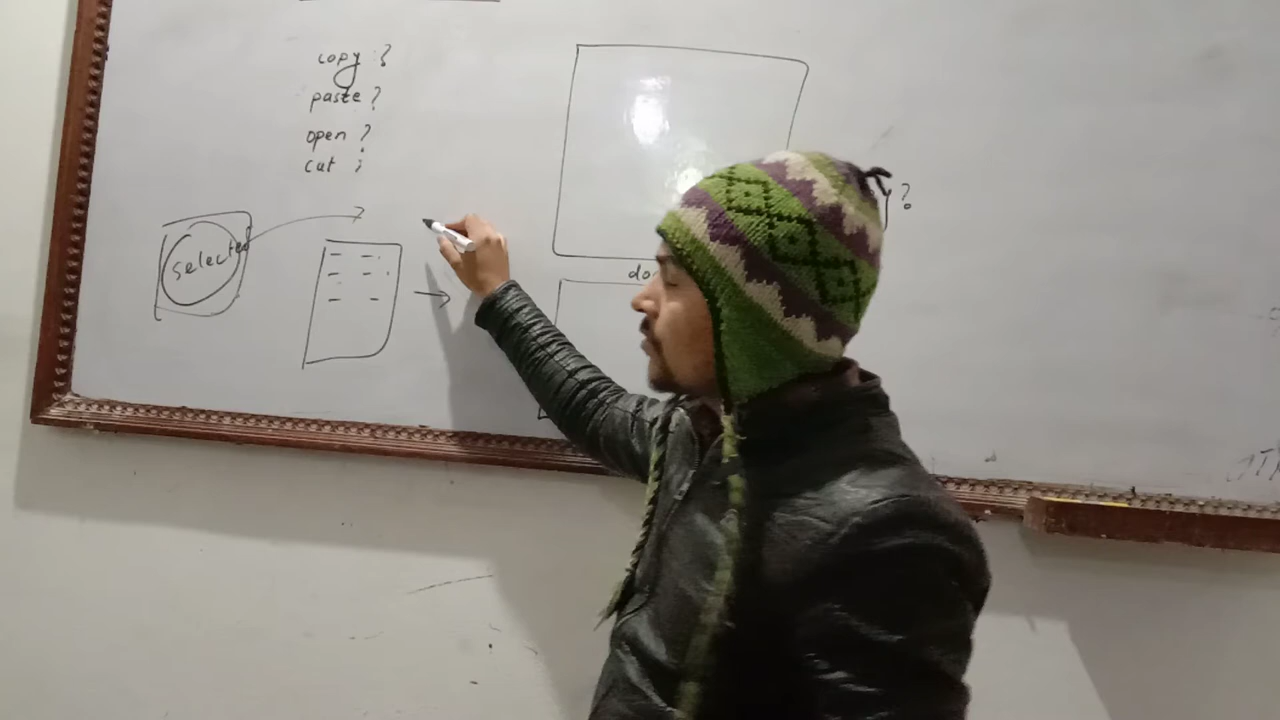 copy ?
paste ?
open ?
cut ;
selected